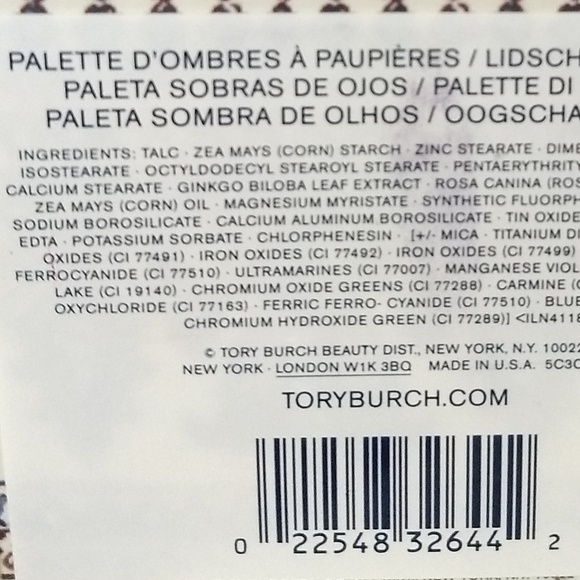 PALETTE D'OMBRES À PAUPIÈRES / LIDSCH
PALETA SOBRAS DE OJOS / PALETTE DI
PALETA SOMBRA DE OLHOS / OOGSCHA
INGREDIENTS: TALC · ZEA MAYS (CORN) STARCH · ZINC STEARATE · DIME
ISOSTEARATE · OCTYLDODECYL STEAROYL STEARATE · PENTAERYTHRITY
CALCIUM STEARATE · GINKGO BILOBA LEAF EXTRACT · ROSA CANINA (ROS
ZEA MAYS (CORN) OIL · MAGNESIUM MYRISTATE · SYNTHETIC FLUORPH
SODIUM BOROSILICATE · CALCIUM ALUMINUM BOROSILICATE · TIN OXIDE
EDTA · POTASSIUM SORBATE · CHLORPHENESIN · [+/- MICA · TITANIUM DI
OXIDES (CI 77491) · IRON OXIDES (CI 77492) · IRON OXIDES (CI 77499)
FERROCYANIDE (CI 77510) · ULTRAMARINES (CI 77007) · MANGANESE VIOL
LAKE (CI 19140) · CHROMIUM OXIDE GREENS (CI 77288) · CARMINE (C
OXYCHLORIDE (CI 77163) · FERRIC FERRO- CYANIDE (CI 77510) · BLUE
CHROMIUM HYDROXIDE GREEN (CI 77289)] <ILN4118
© TORY BURCH BEAUTY DIST., NEW YORK, N.Y. 10022
NEW YORK · LONDON W1K 3BQ MADE IN U.S.A. 5C3C
TORYBURCH.COM
0 22548 32644 2